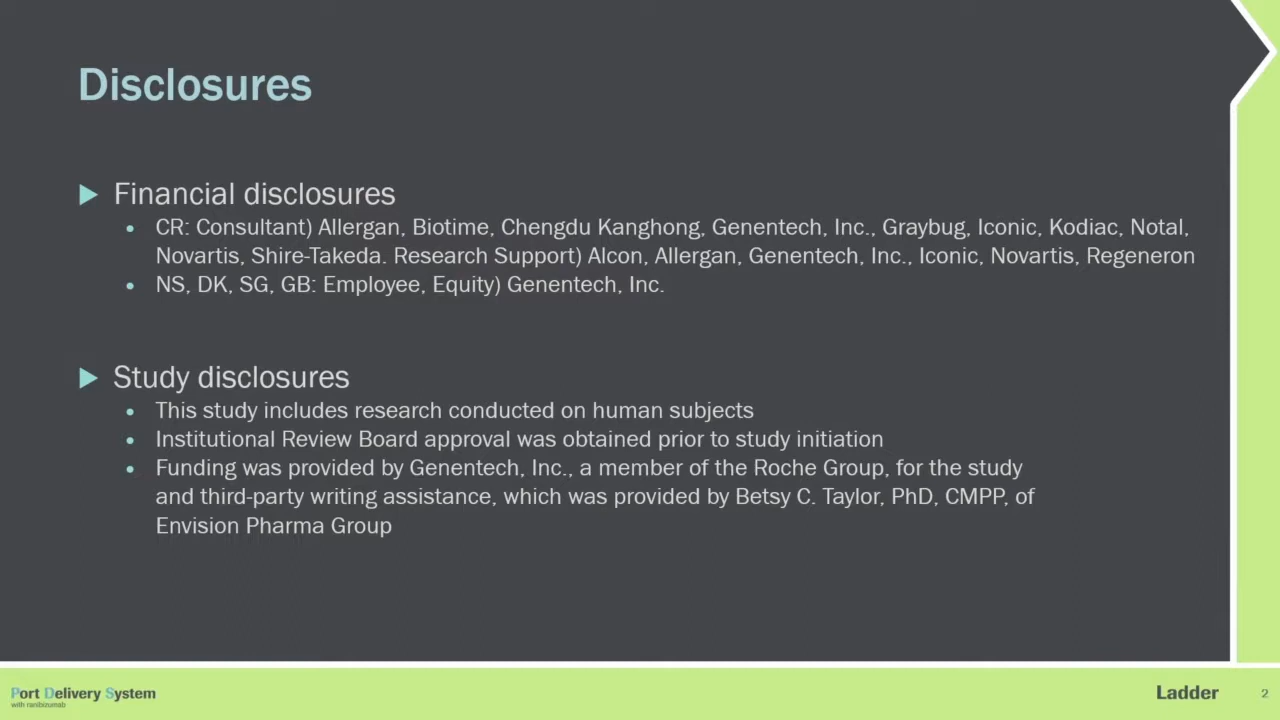 Disclosures
Financial disclosures
CR: Consultant) Allergan, Biotime, Chengdu Kanghong, Genentech, Inc., Graybug, Iconic, Kodiac, Notal,
Novartis, Shire-Takeda. Research Support) Alcon, Allergan, Genentech, Inc., Iconic, Novartis, Regeneron
NS, DK, SG, GB: Employee, Equity) Genentech, Inc.
Study disclosures
This study includes research conducted on human subjects
Institutional Review Board approval was obtained prior to study initiation
Funding was provided by Genentech, Inc., a member of the Roche Group, for the study
and third-party writing assistance, which was provided by Betsy C. Taylor, PhD, CMPP, of
Envision Pharma Group
Port Delivery System
with ranibizumab
Ladder
2